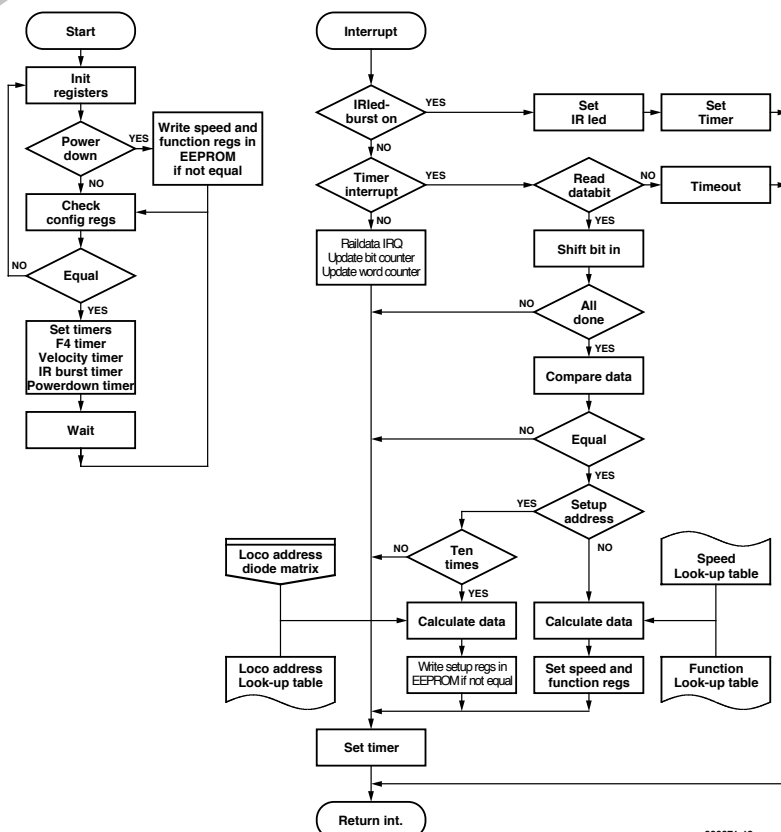 Start
Init
registers
Power
down
YES
NO
Write speed and
function regs in
EEPROM
if not equal
Check
config regs
NO
Equal
YES
Set timers
F4 timer
Velocity timer
IR burst timer
Powerdown timer
Wait
Interrupt
IRled-
burst on
YES
NO
Set
IR led
Set
Timer
Timer
interrupt
YES
NO
Read
databit
NO
YES
Timeout
Raildata IRQ
Update bit counter
Update word counter
Shift bit in
NO
All
done
YES
Compare data
NO
Equal
YES
YES
Setup
address
NO
NO
Ten
times
YES
Loco address
diode matrix
Speed
Look-up table
Calculate data
Calculate data
Loco address
Look-up table
Write setup regs in
EEPROM if not equal
Set speed and
function regs
Function
Look-up table
Set timer
Return int.